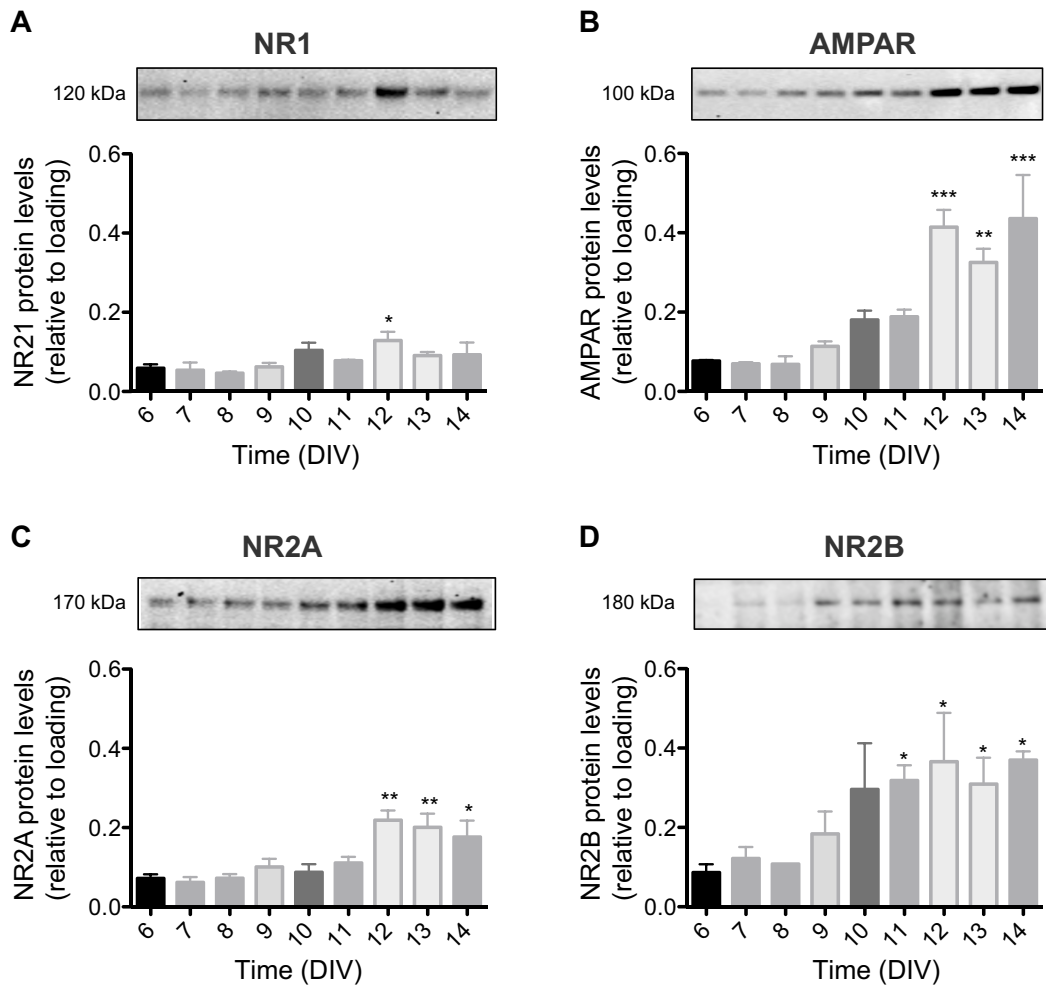 A
NR1
120 kDa
0.6
0.4
0.2
0.0
NR21 protein levels
(relative to loading)
*
6 7 8 9 10 11 12 13 14
Time (DIV)
B
AMPAR
100 kDa
0.6
0.4
0.2
0.0
AMPAR protein levels
(relative to loading)
*** ** ***
6 7 8 9 10 11 12 13 14
Time (DIV)
C
NR2A
170 kDa
0.6
0.4
0.2
0.0
NR2A protein levels
(relative to loading)
** ** *
6 7 8 9 10 11 12 13 14
Time (DIV)
D
NR2B
180 kDa
0.6
0.4
0.2
0.0
NR2B protein levels
(relative to loading)
* * * *
6 7 8 9 10 11 12 13 14
Time (DIV)